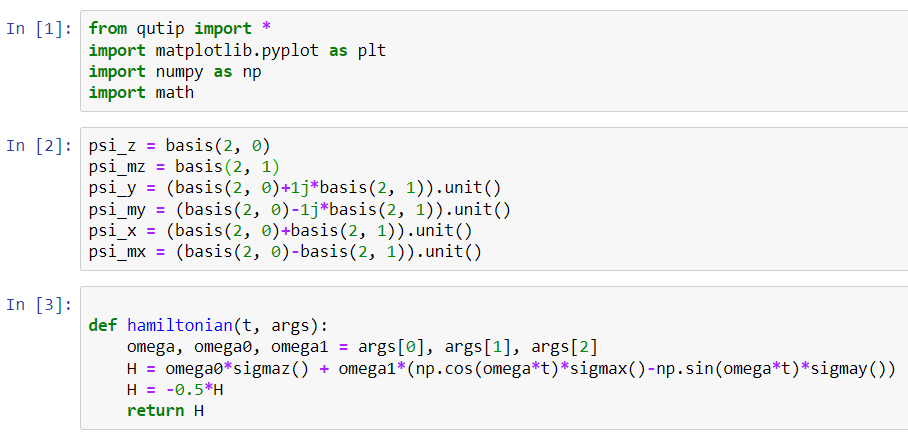 In [1]: from qutip import *
import matplotlib.pyplot as plt
import numpy as np
import math
In [2]: psi_z = basis(2, 0)
psi_mz = basis(2, 1)
psi_y = (basis(2, 0)+1j*basis(2, 1)).unit()
psi_my = (basis(2, 0)-1j*basis(2, 1)).unit()
psi_x = (basis(2, 0)+basis(2, 1)).unit()
psi_mx = (basis(2, 0)-basis(2, 1)).unit()
In [3]:
def hamiltonian(t, args):
    omega, omega0, omega1 = args[0], args[1], args[2]
    H = omega0*sigmaz() + omega1*(np.cos(omega*t)*sigmax()-np.sin(omega*t)*sigmay())
    H = -0.5*H
    return H